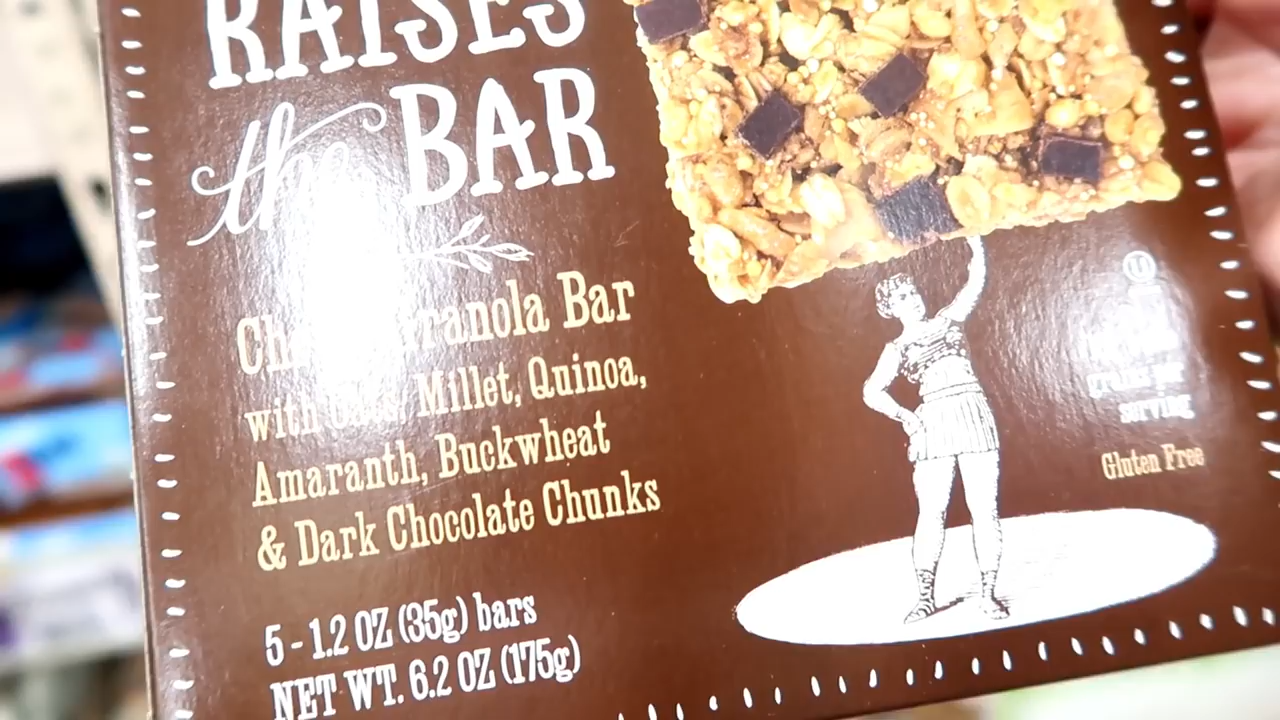 RAISES
the BAR
Granola Bar
with Oats, Millet, Quinoa,
Amaranth, Buckwheat
& Dark Chocolate Chunks
5 - 1.2 OZ (35g) bars
NET WT. 6.2 OZ (175g)
U
serving
Gluten Free